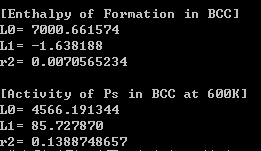 [Enthalpy of Formation in BCC]
L0= 7000.661574
L1= -1.638188
r2= 0.0070565234
[Activity of Ps in BCC at 600K]
L0= 4566.191344
L1= 85.727870
r2= 0.1388748657